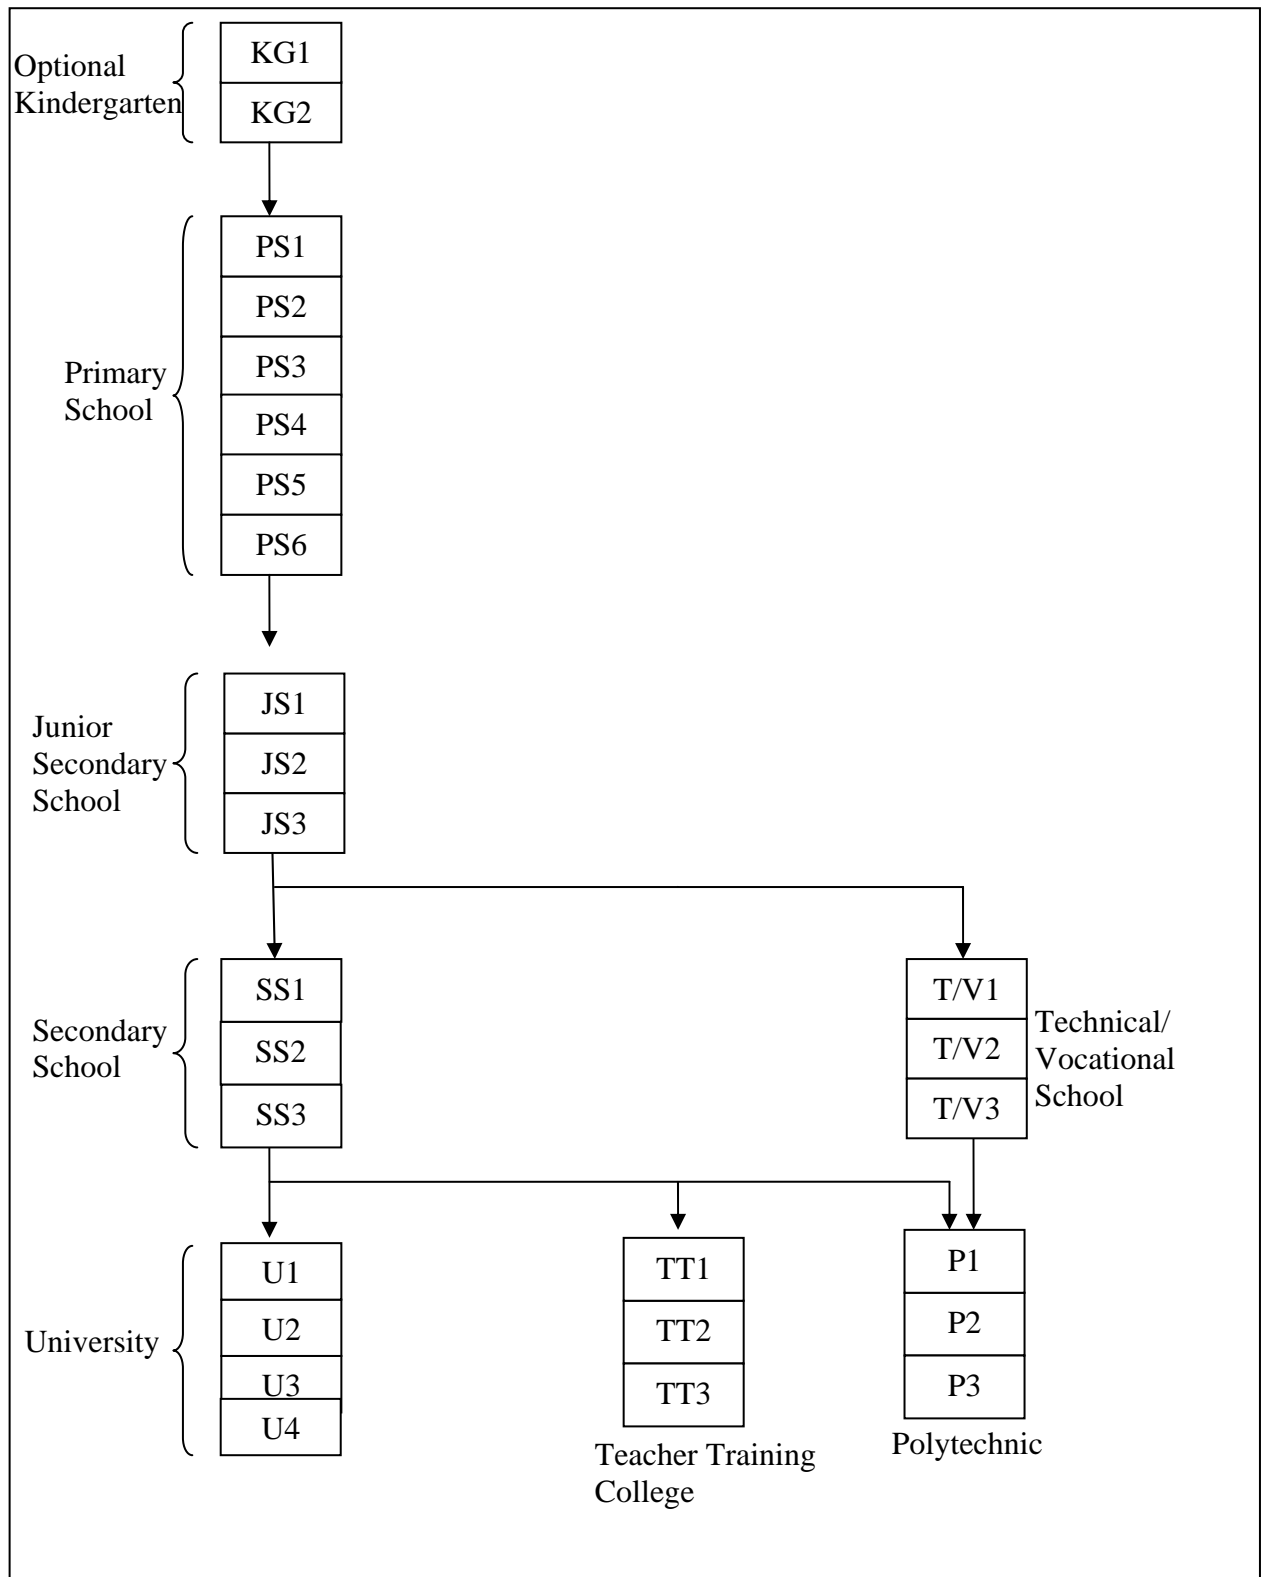 Optional
Kindergarten
KG1
KG2
Primary
School
PS1
PS2
PS3
PS4
PS5
PS6
Junior
Secondary
School
JS1
JS2
JS3
Secondary
School
SS1
SS2
SS3
T/V1
T/V2
T/V3
Technical/
Vocational
School
University
U1
U2
U3
U4
TT1
TT2
TT3
Teacher Training
College
P1
P2
P3
Polytechnic